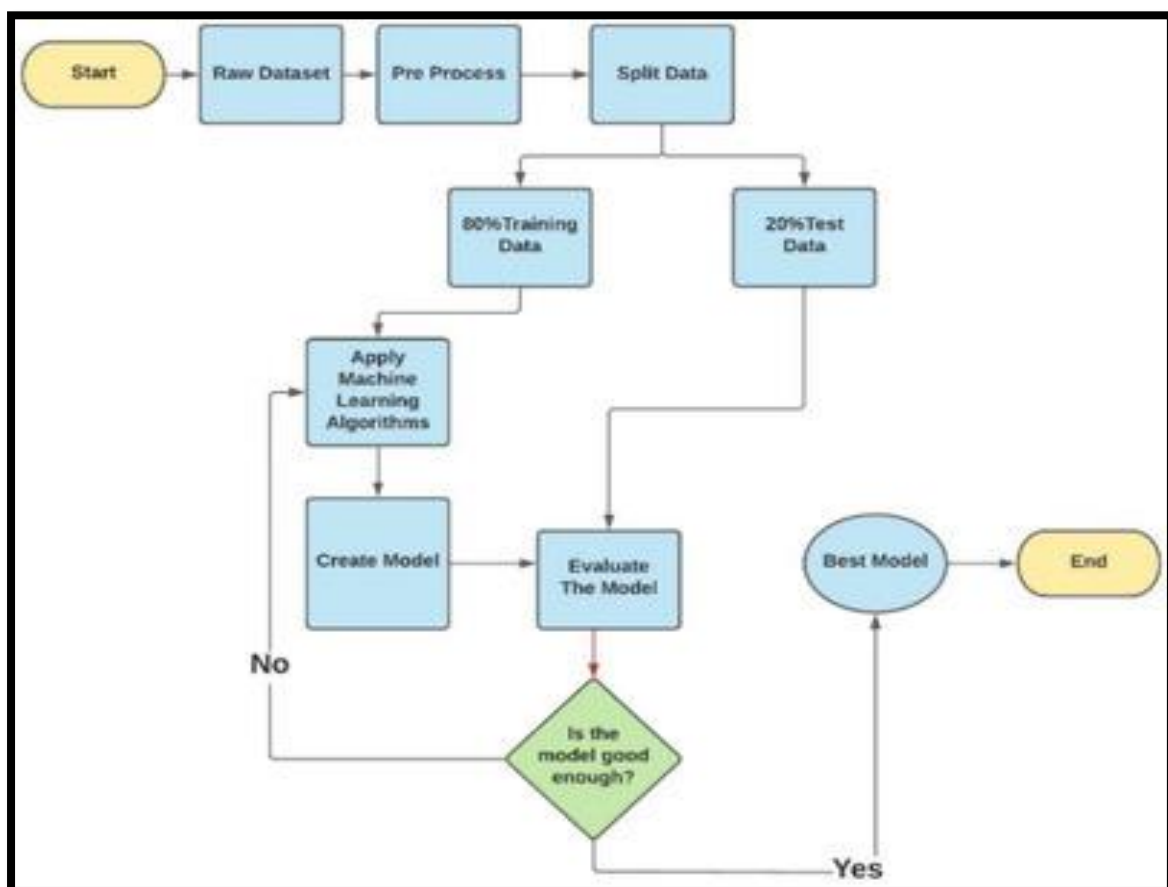 Start
Raw Dataset
Pre Process
Split Data
80%Training
Data
20%Test
Data
Apply
Machine
Learning
Algorithms
Create Model
Evaluate
The Model
Best Model
End
No
Is the
model good
enough?
Yes